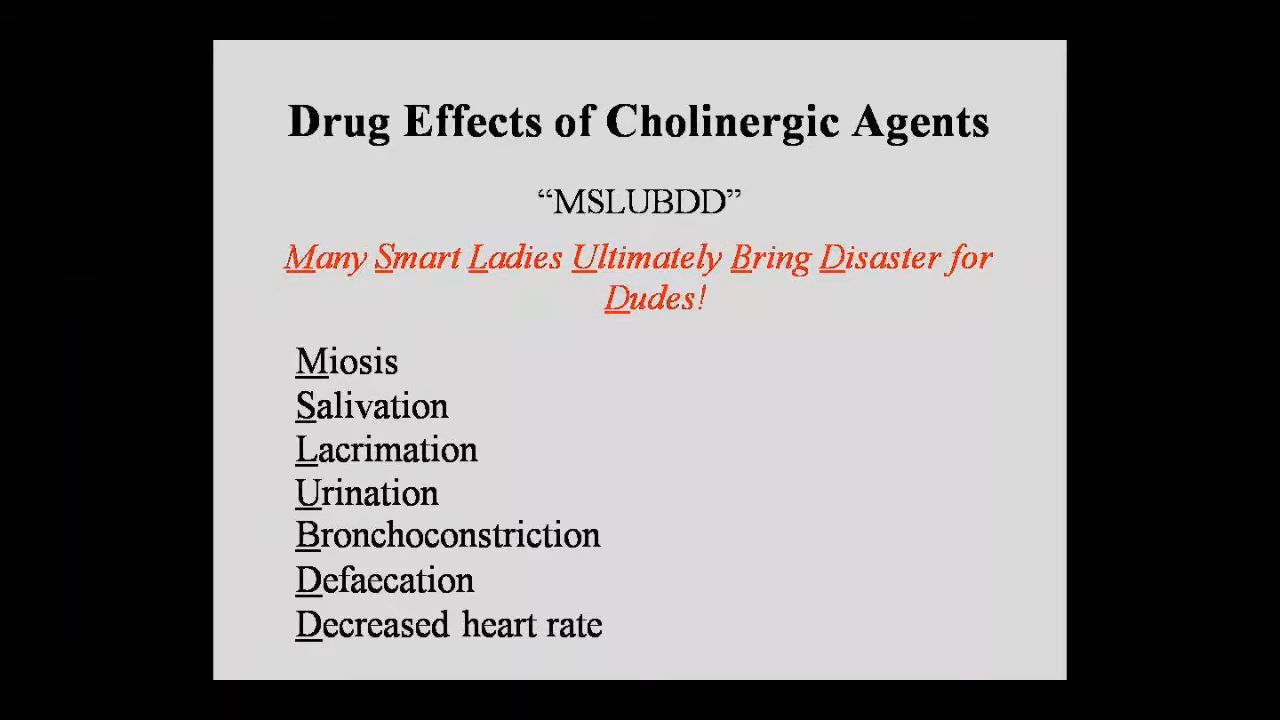 Drug Effects of Cholinergic Agents
“MSLUBDD”
Many Smart Ladies Ultimately Bring Disaster for
Dudes!
Miosis
Salivation
Lacrimation
Urination
Bronchoconstriction
Defaecation
Decreased heart rate